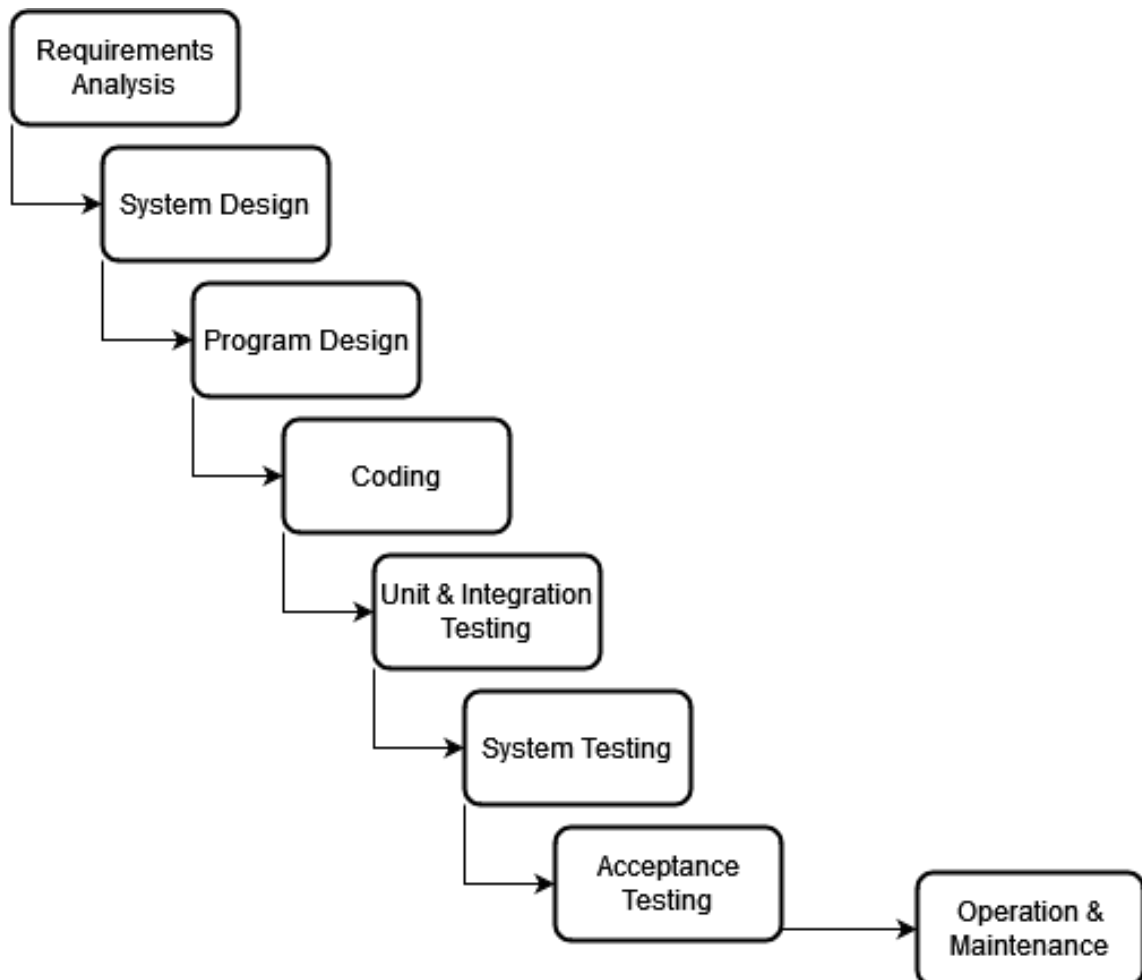 Requirements
Analysis
System Design
Program Design
Coding
Unit & Integration
Testing
System Testing
Acceptance
Testing
Operation &
Maintenance